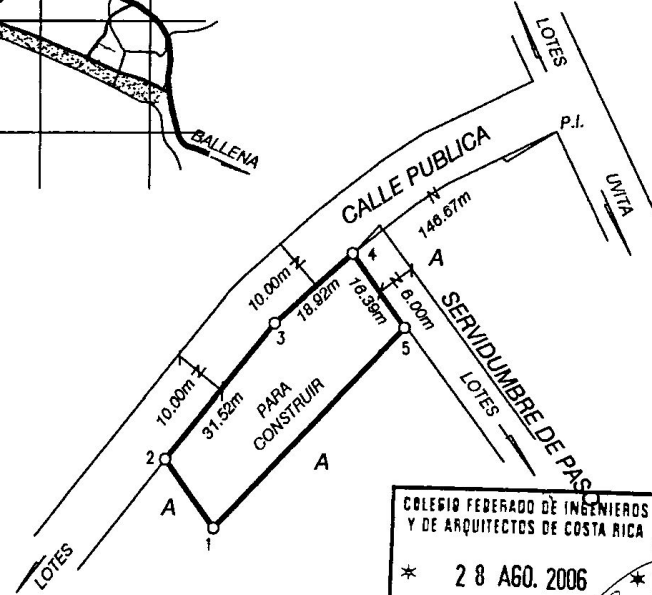 LOTES
P.I.
BALLENA
CALLE PUBLICA
UVITA
146.67m
4
A
10.00m
18.92m
16.39m
6.00m
3
5
SERVIDUMBRE DE PASO
10.00m
31.52m
PARA
CONSTRUIR
LOTES
2
A
A
1
LOTES
COLEGIO FEDERADO DE INGENIEROS
Y DE ARQUITECTOS DE COSTA RICA
* 28 AGO. 2006 *